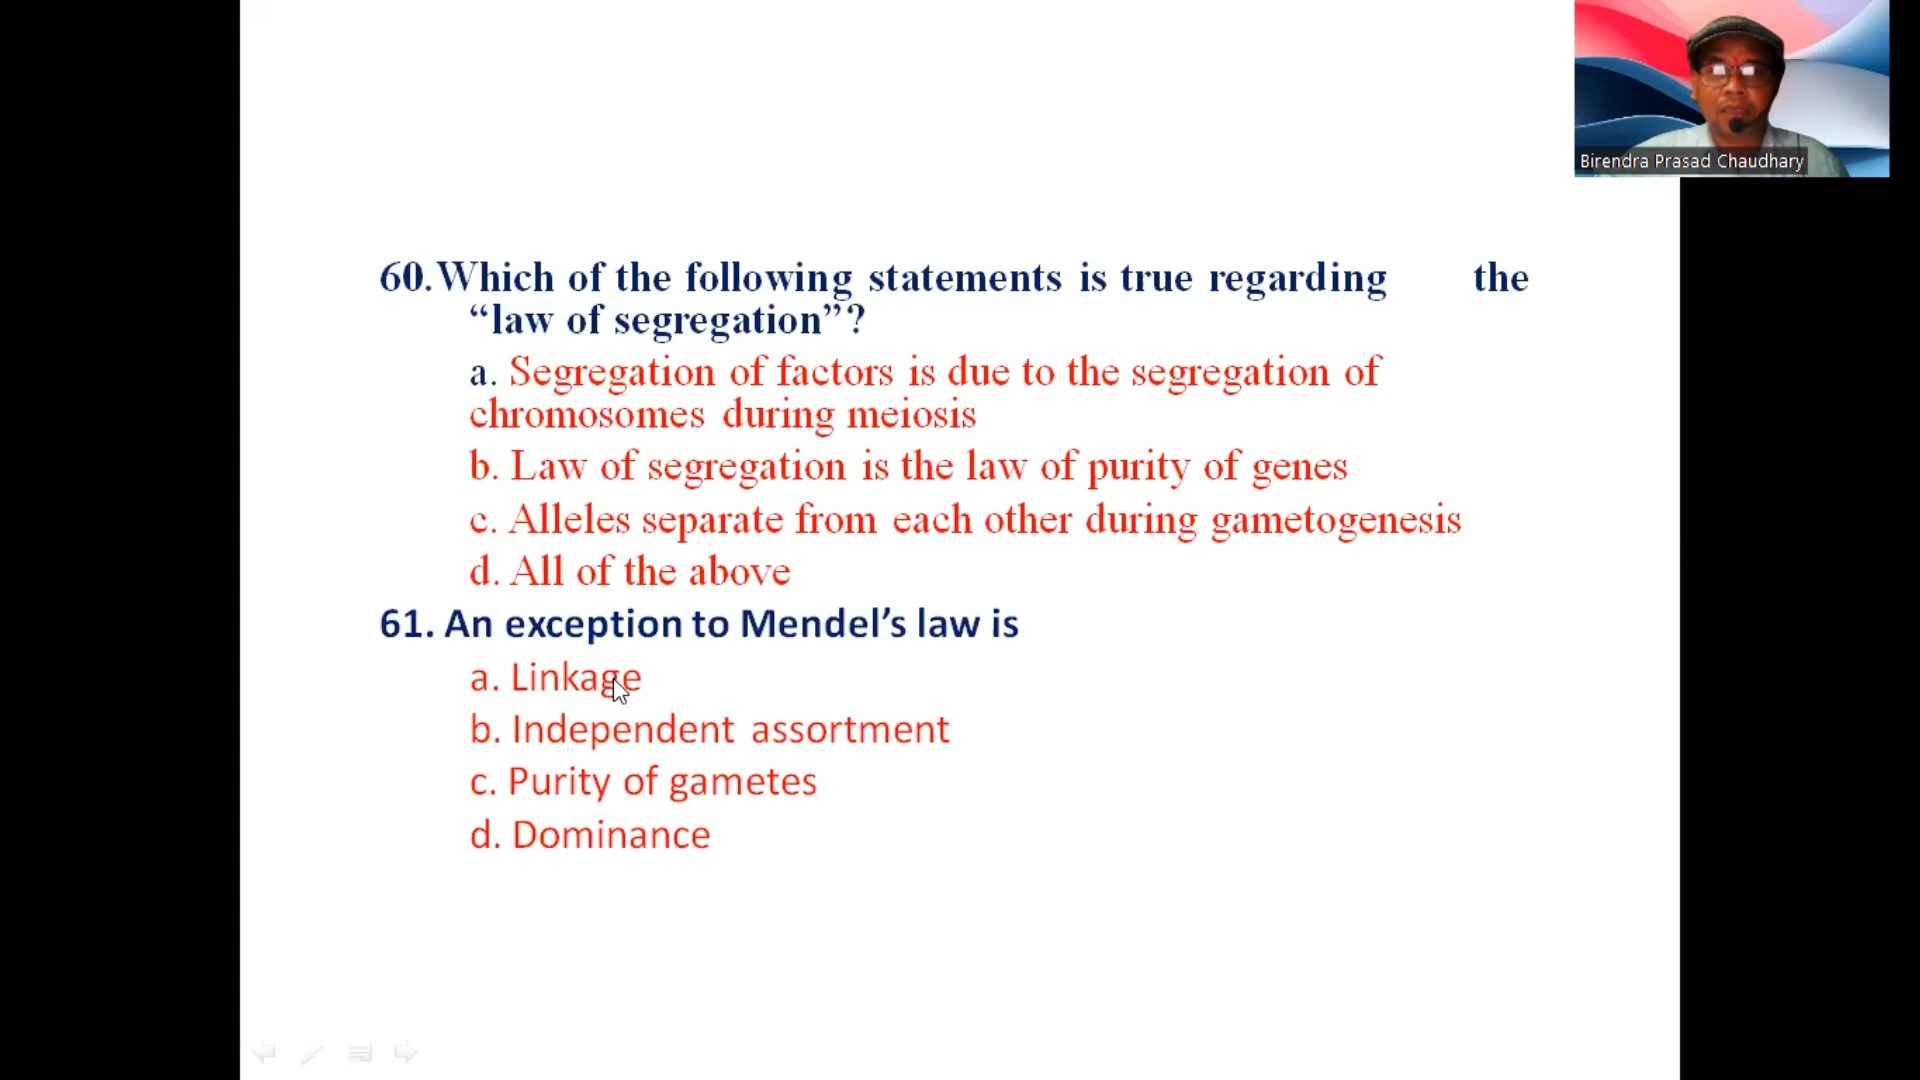 Birendra Prasad Chaudhary
60.Which of the following statements is true regarding the
“law of segregation”?
a. Segregation of factors is due to the segregation of
chromosomes during meiosis
b. Law of segregation is the law of purity of genes
c. Alleles separate from each other during gametogenesis
d. All of the above
61. An exception to Mendel’s law is
a. Linkage
b. Independent assortment
c. Purity of gametes
d. Dominance